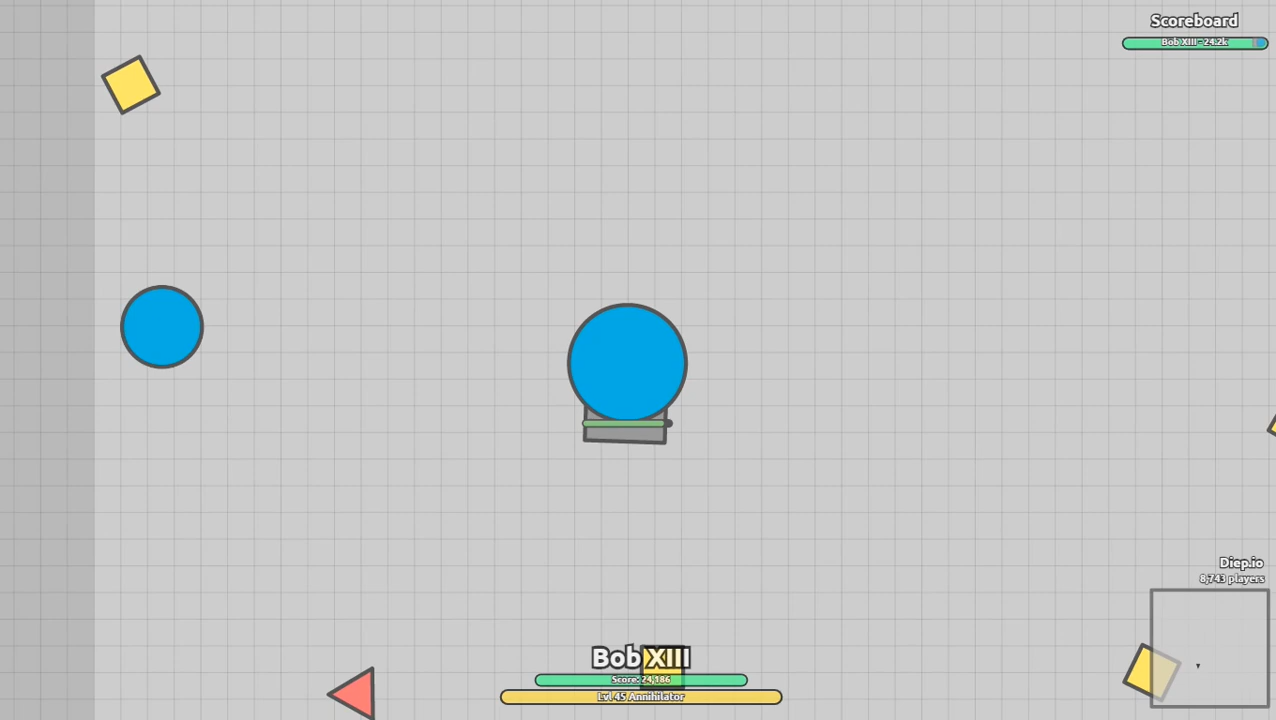 Scoreboard
Bob XIII - 24.2k
Diep.io
8,743 players
Bob XIII
Score: 24,186
Lvl 45 Annihilator